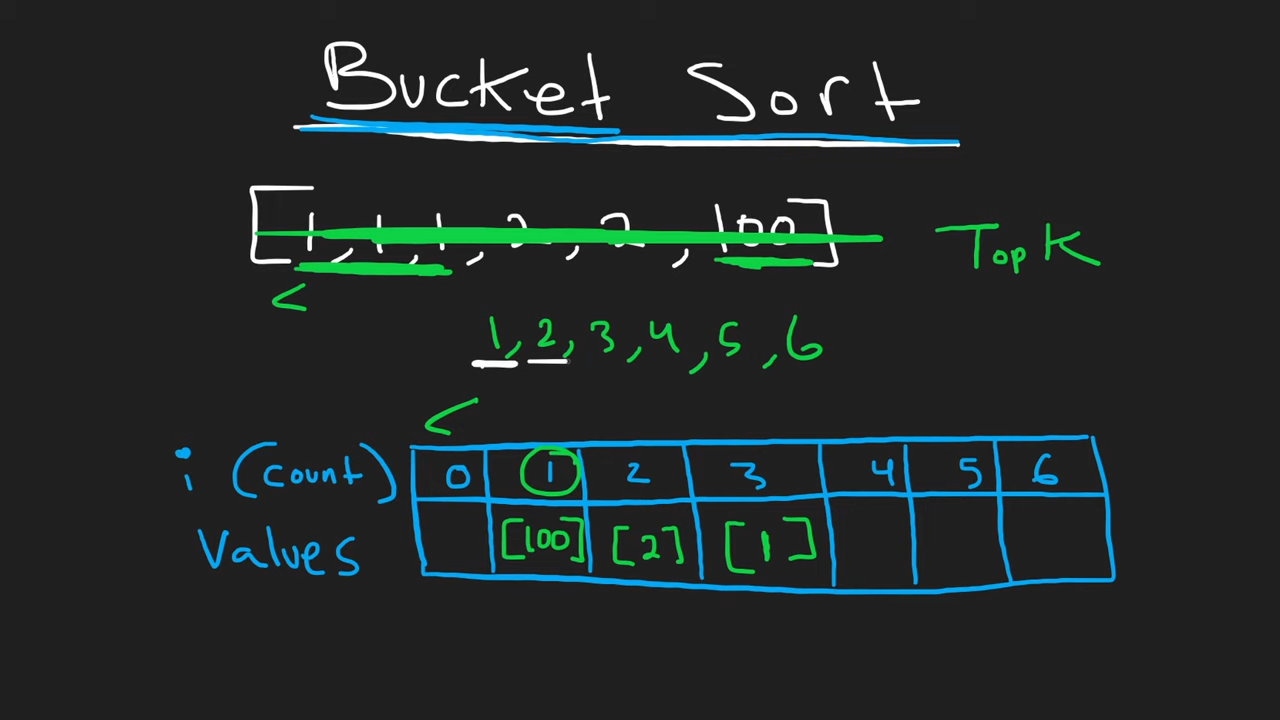 Bucket Sort
[1, 1, 1, 2, 2, 100] Top K
<
1, 2, 3, 4, 5, 6
<
i (count) 0 1 2 3 4 5 6
Values [100] [2] [1]